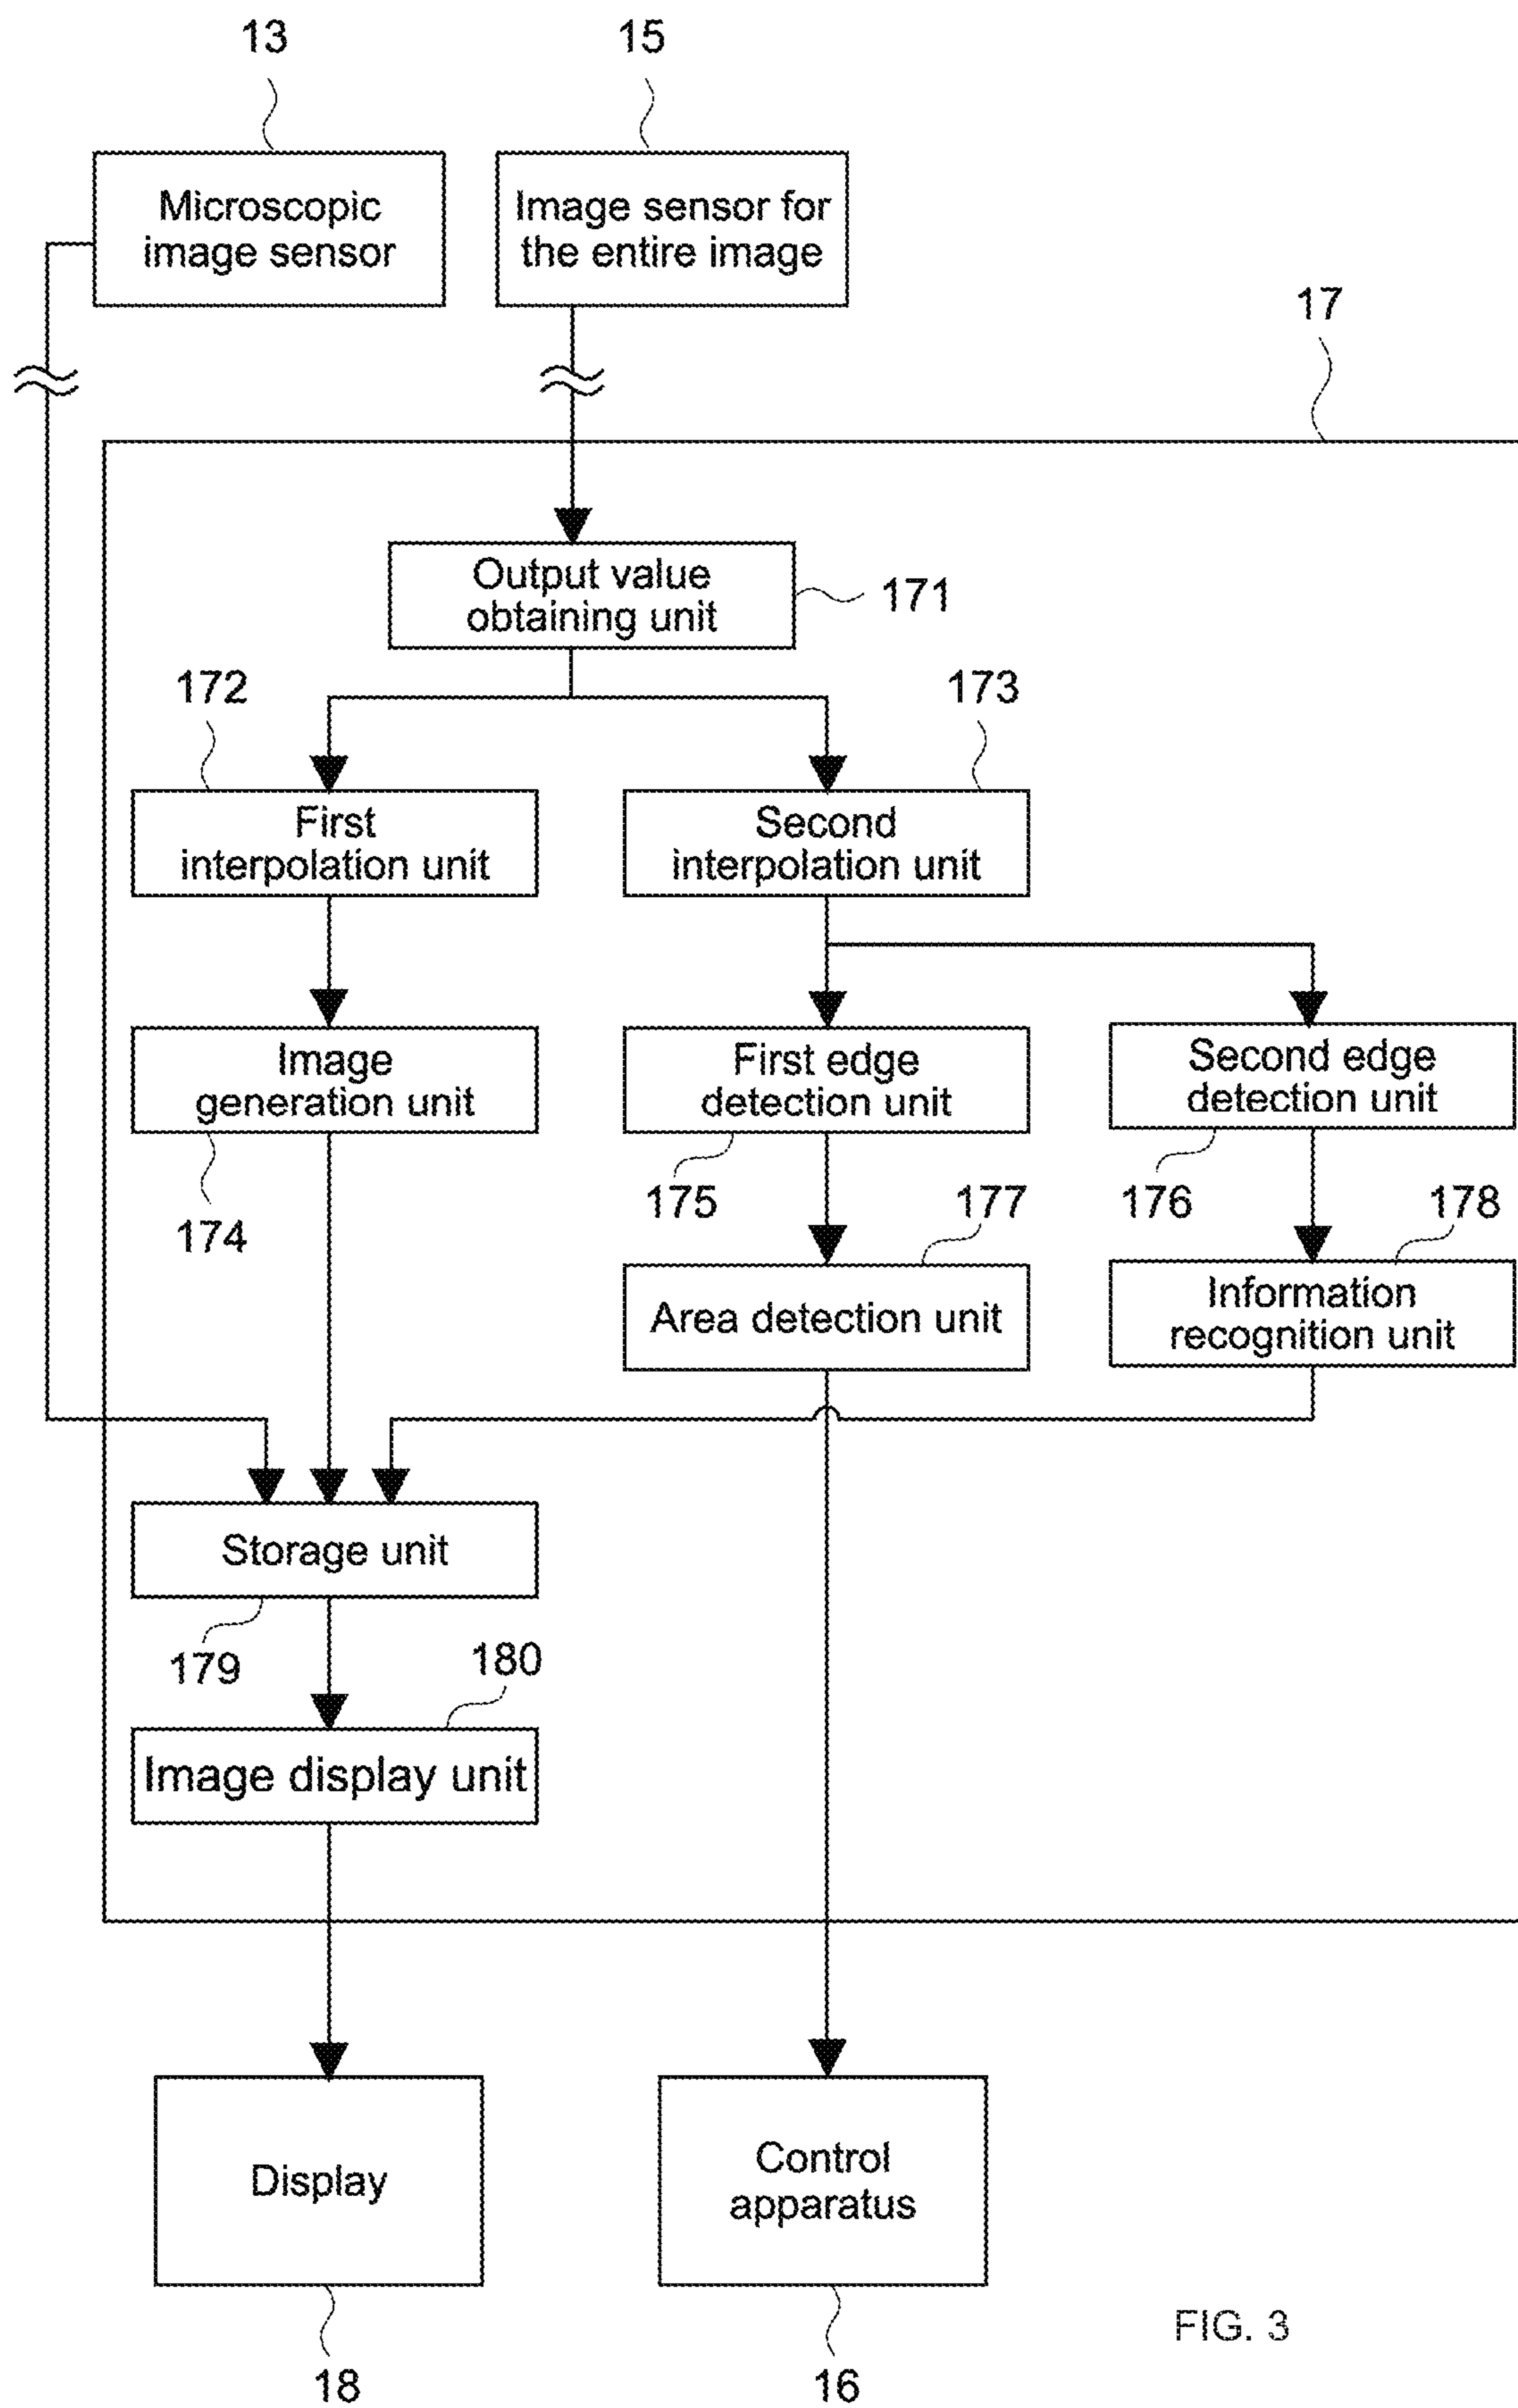 13
15
Microscopic
image sensor
Image sensor for
the entire image
17
Output value
obtaining unit
171
172
173
First
interpolation unit
Second
interpolation unit
Image
generation unit
First edge
detection unit
Second edge
detection unit
174
175
177
176
178
Area detection unit
Information
recognition unit
Storage unit
179
180
Image display unit
Display
Control
apparatus
18
16
FIG. 3